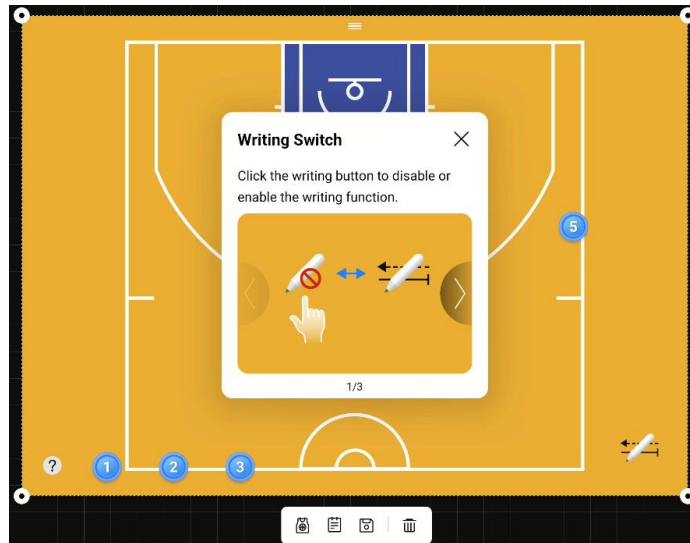 Writing Switch
Click the writing button to disable or
enable the writing function.
5
1/3
?
1
2
3